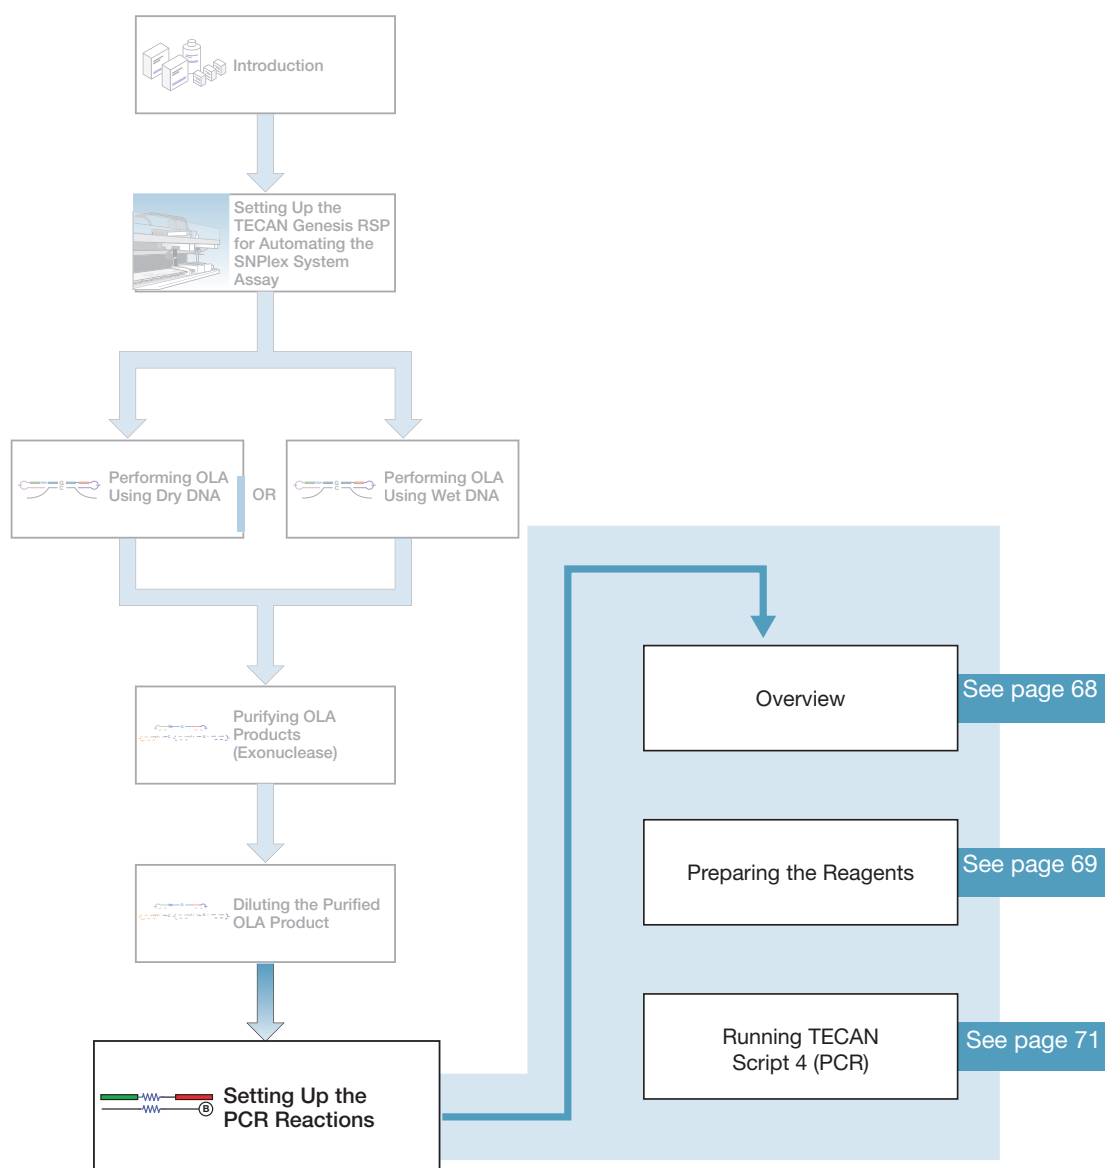 Introduction
Setting Up the
TECAN Genesis RSP
for Automating the
SNPlex System
Assay
Performing OLA
Using Dry DNA
OR
Performing OLA
Using Wet DNA
Purifying OLA
Products
(Exonuclease)
Diluting the Purified
OLA Product
Setting Up the
PCR Reactions
B
Overview
See page 68
Preparing the Reagents
See page 69
Running TECAN
Script 4 (PCR)
See page 71